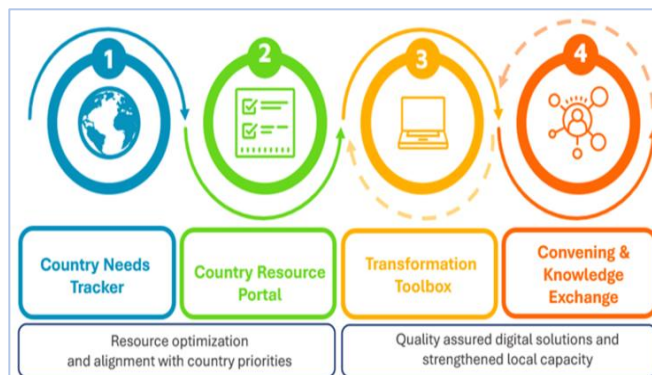 1
2
3
4
Country Needs
Tracker
Country Resource
Portal
Transformation
Toolbox
Convening &
Knowledge
Exchange
Resource optimization
and alignment with country priorities
Quality assured digital solutions and
strengthened local capacity